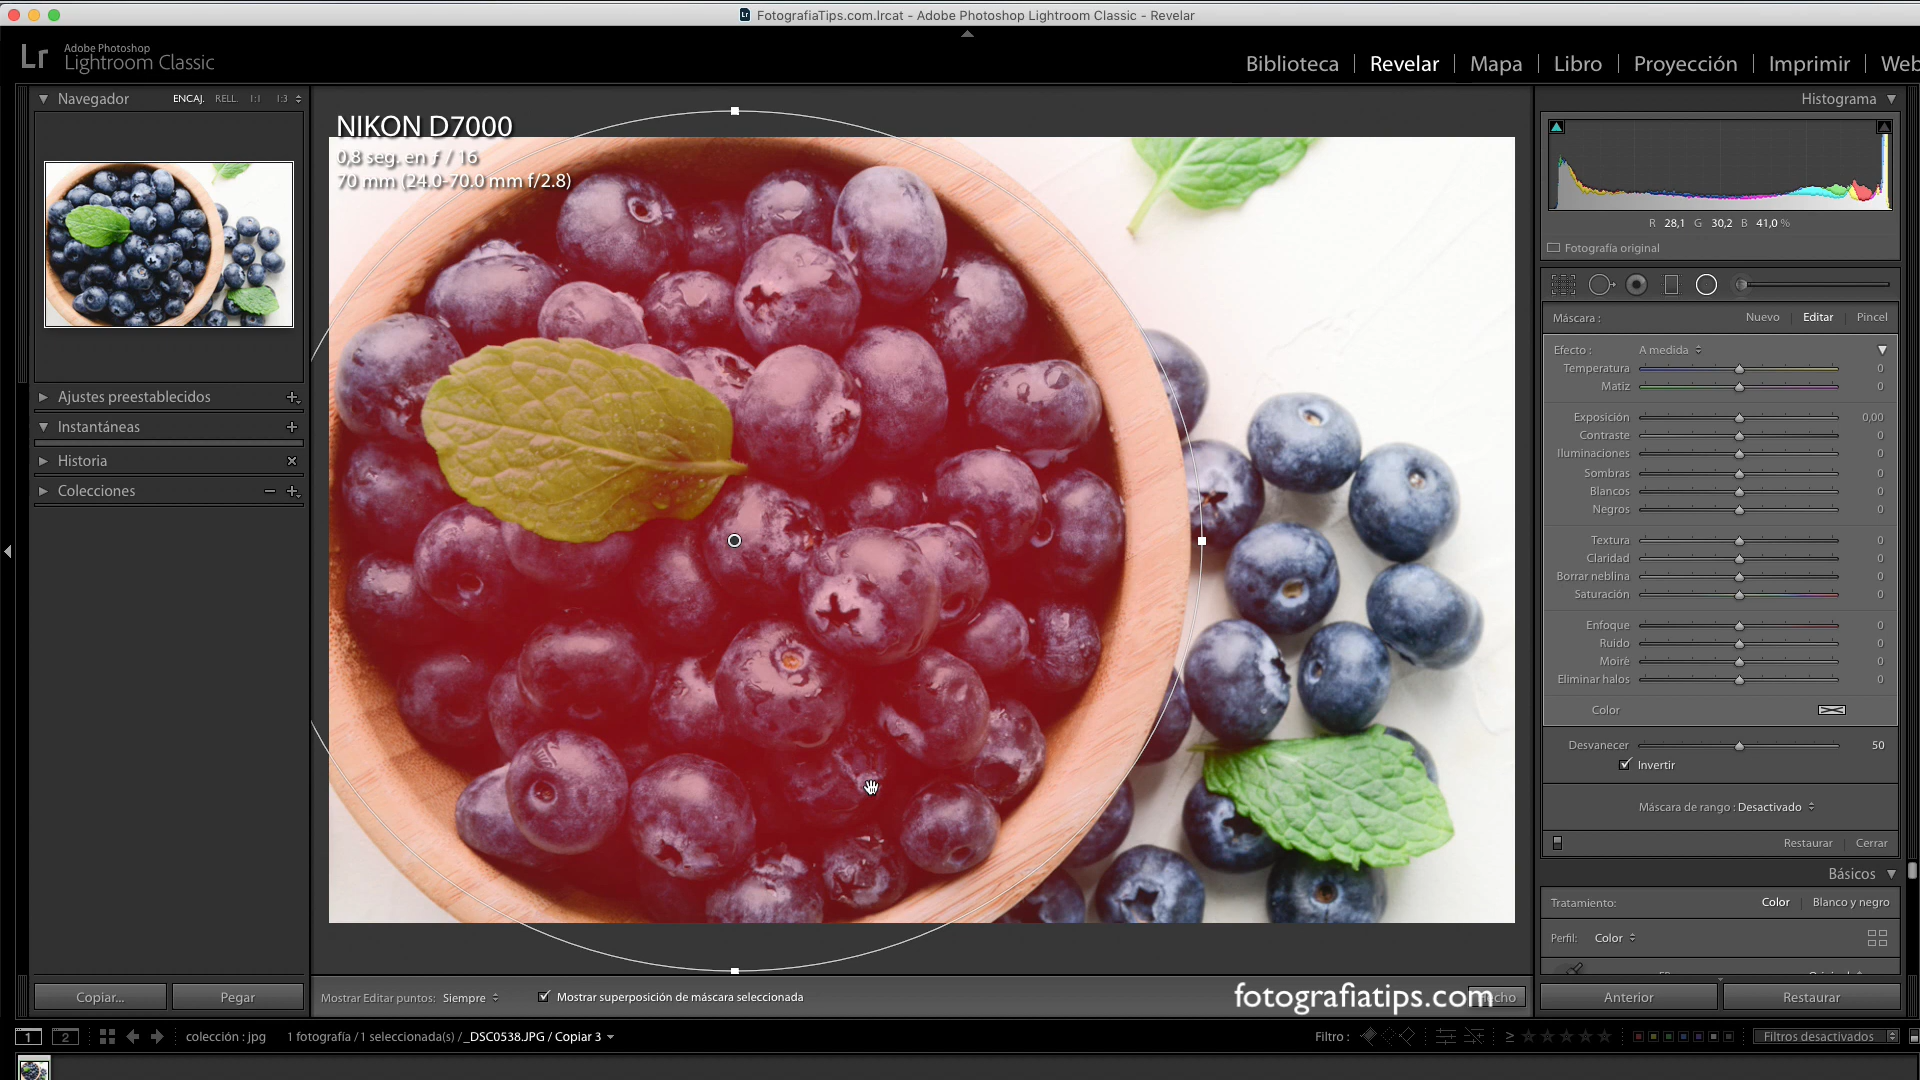 FotografiaTips.com.lrcat - Adobe Photoshop Lightroom Classic - Revelar
Lr
Adobe Photoshop
Lightroom Classic
Biblioteca | Revelar | Mapa | Libro | Proyección | Imprimir | Web
Navegador ENCAJ. RELL. 1:1 1:3
Ajustes preestablecidos
Instantáneas
Historia
Colecciones
Copiar... Pegar
NIKON D7000
0,8 seg. en ƒ / 16
70 mm (24.0-70.0 mm f/2.8)
Mostrar Editar puntos: Siempre
Mostrar superposición de máscara seleccionada
fotografiatips.com
Histograma
R 28,1 G 30,2 B 41,0 %
Fotografía original
Máscara : Nuevo | Editar | Pincel
Efecto : A medida
Temperatura 0
Matiz 0
Exposición 0,00
Contraste 0
Iluminaciones 0
Sombras 0
Blancos 0
Negros 0
Textura 0
Claridad 0
Borrar neblina 0
Saturación 0
Enfoque 0
Ruido 0
Moiré 0
Eliminar halos 0
Color
Desvanecer 50
Invertir
Máscara de rango : Desactivado
Restaurar Cerrar
Básicos
Tratamiento: Color | Blanco y negro
Perfil: Color
Anterior Restaurar
1 2 colección : jpg 1 fotografía / 1 seleccionada(s) / _DSC0538.JPG / Copiar 3
Filtro : ≥ Filtros desactivados